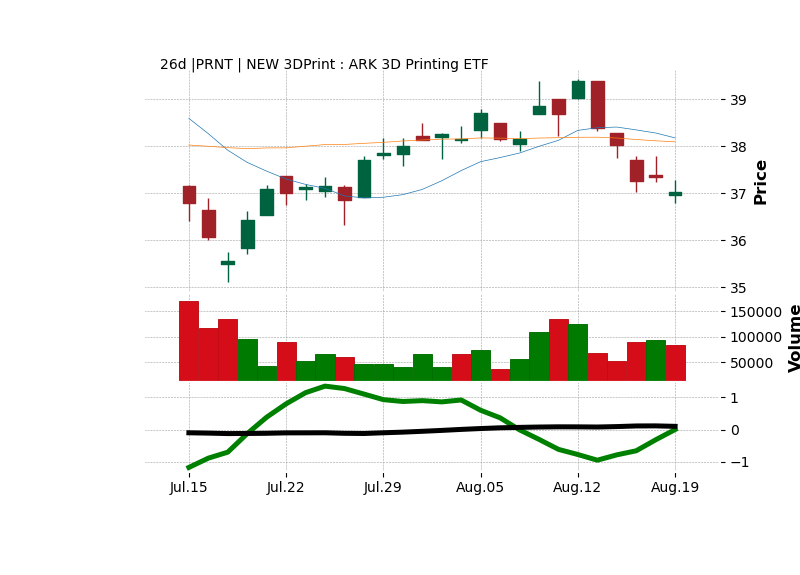 26d |PRNT | NEW 3DPrint : ARK 3D Printing ETF
39
38
37
36
35
Price
150000
100000
50000
Volume
1
0
−1
Jul.15 Jul.22 Jul.29 Aug.05 Aug.12 Aug.19